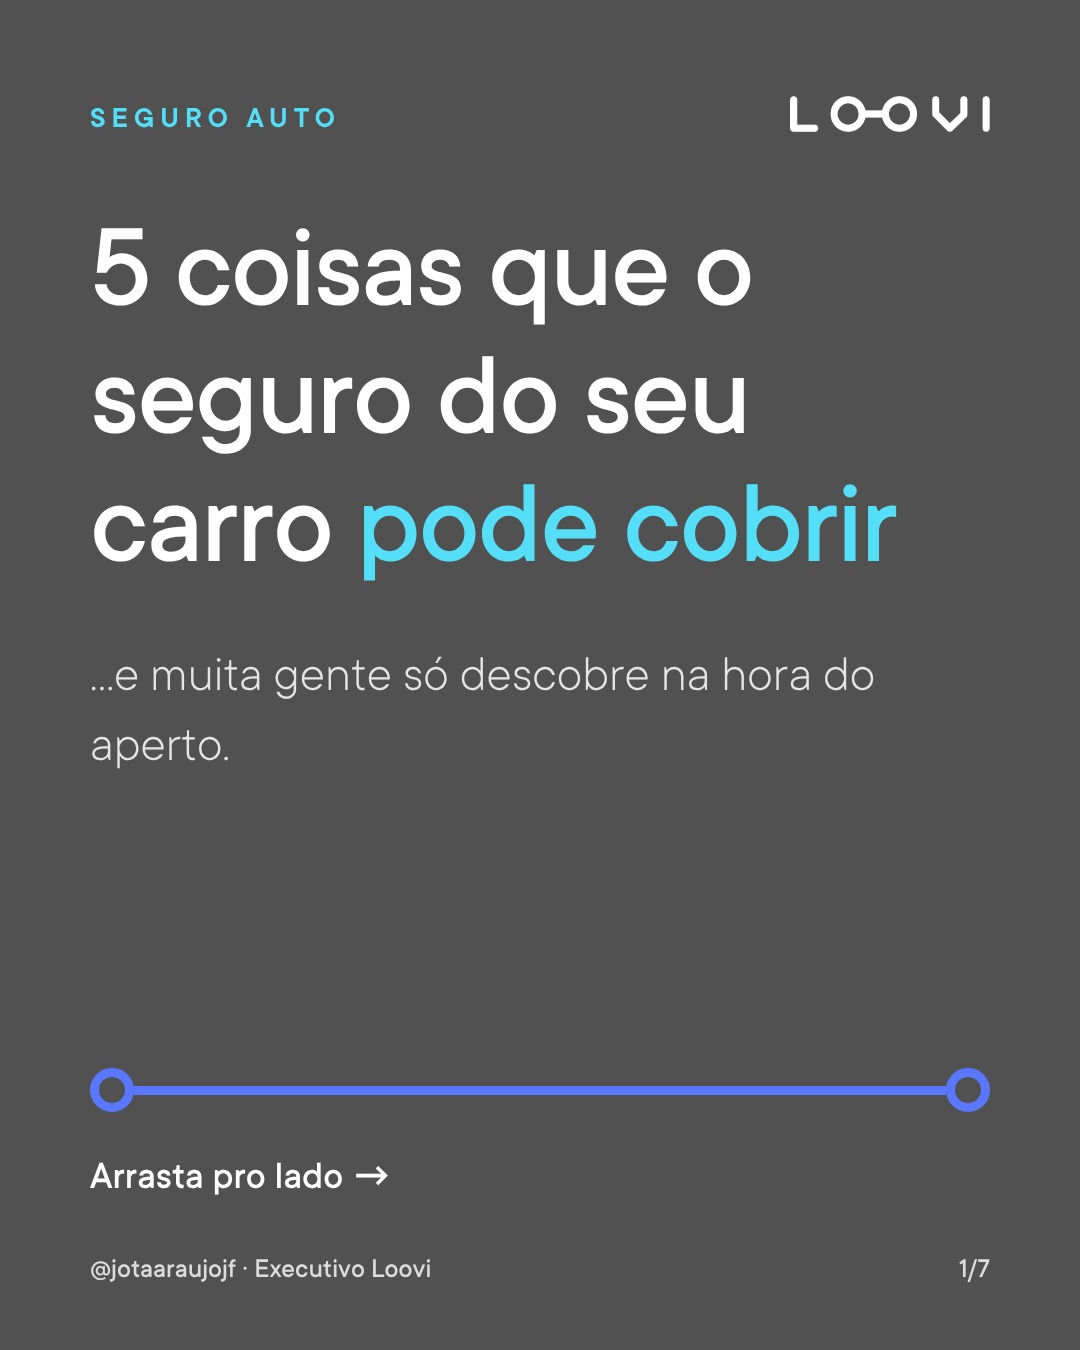 SEGURO AUTO
LOOVI
5 coisas que o
seguro do seu
carro pode cobrir
...e muita gente só descobre na hora do
aperto.
Arrasta pro lado →
@jotaaraujojf · Executivo Loovi
1/7